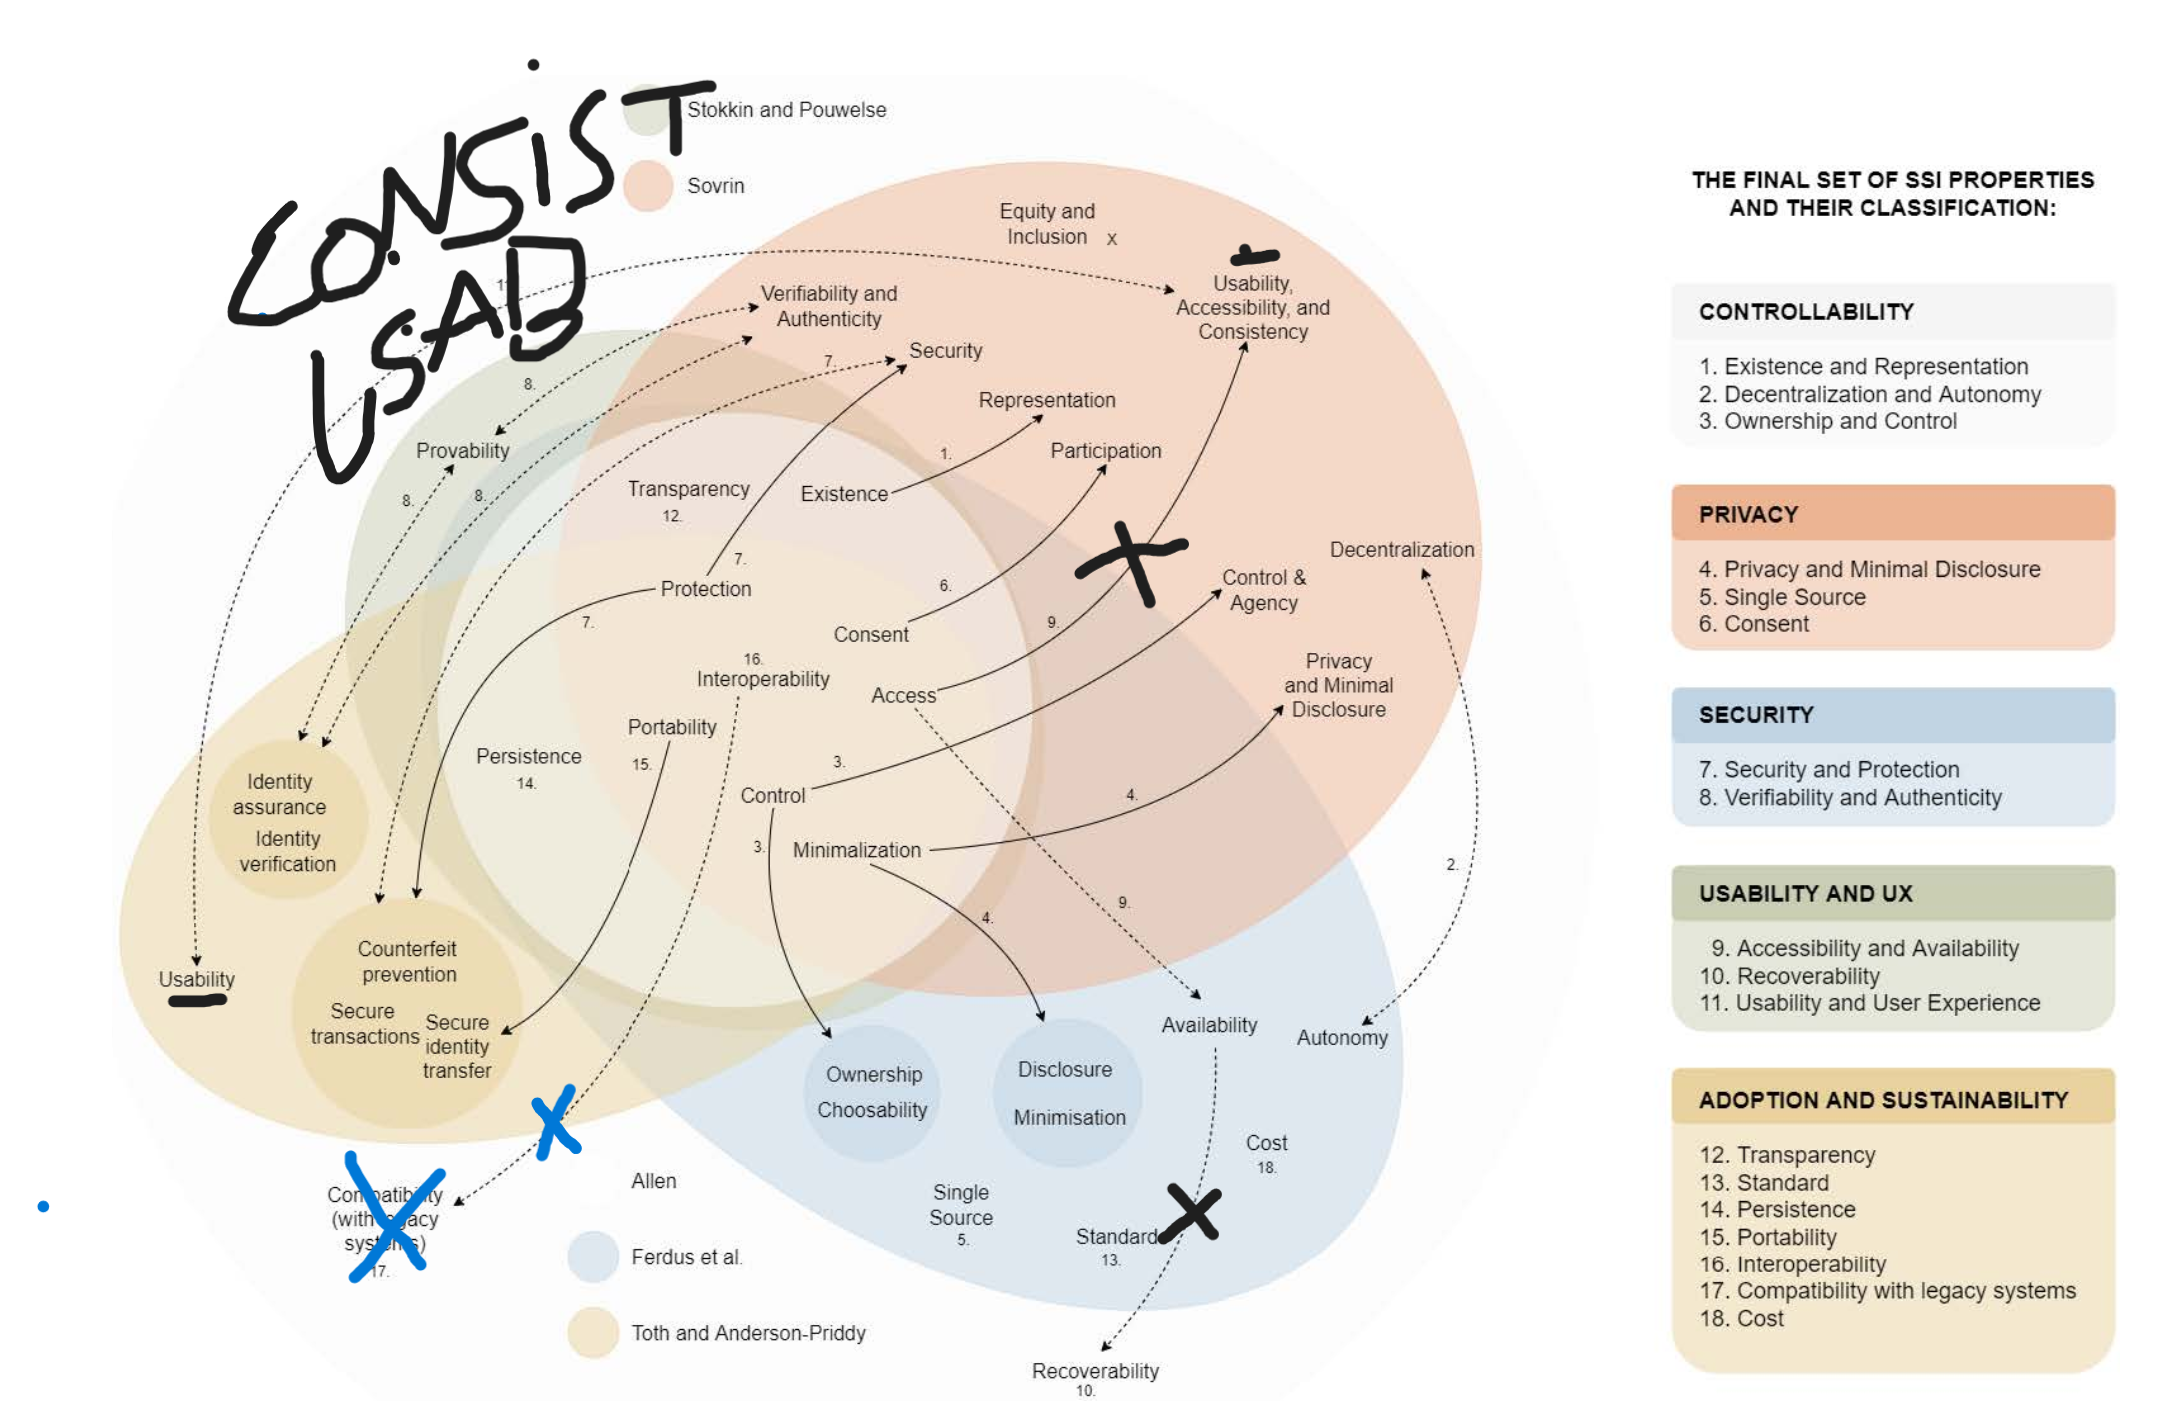 CONSIST
USAB
Stokkin and Pouwelse
Sovrin
Equity and
Inclusion x
Usability,
Accessibility, and
Consistency
Verifiability and
Authenticity
7.
Security
8.
Representation
Provability
1.
Participation
8.
8.
Transparency
12.
Existence
Decentralization
7.
Protection
6.
Control &
Agency
7.
9.
Consent
16.
Interoperability
Access
Privacy
and Minimal
Disclosure
Portability
15.
Persistence
14.
3.
Control
4.
Identity
assurance
Identity
verification
3.
Minimalization
2.
9.
4.
Counterfeit
prevention
Usability
Secure
transactions
Secure
identity
transfer
Availability
Autonomy
Ownership
Choosability
Disclosure
Minimisation
Cost
18.
Allen
Single
Source
5.
Standard
13.
Compatibility
(with legacy
systems)
17.
Ferdus et al.
Toth and Anderson-Priddy
Recoverability
10.
THE FINAL SET OF SSI PROPERTIES
AND THEIR CLASSIFICATION:
CONTROLLABILITY
1. Existence and Representation
2. Decentralization and Autonomy
3. Ownership and Control
PRIVACY
4. Privacy and Minimal Disclosure
5. Single Source
6. Consent
SECURITY
7. Security and Protection
8. Verifiability and Authenticity
USABILITY AND UX
9. Accessibility and Availability
10. Recoverability
11. Usability and User Experience
ADOPTION AND SUSTAINABILITY
12. Transparency
13. Standard
14. Persistence
15. Portability
16. Interoperability
17. Compatibility with legacy systems
18. Cost